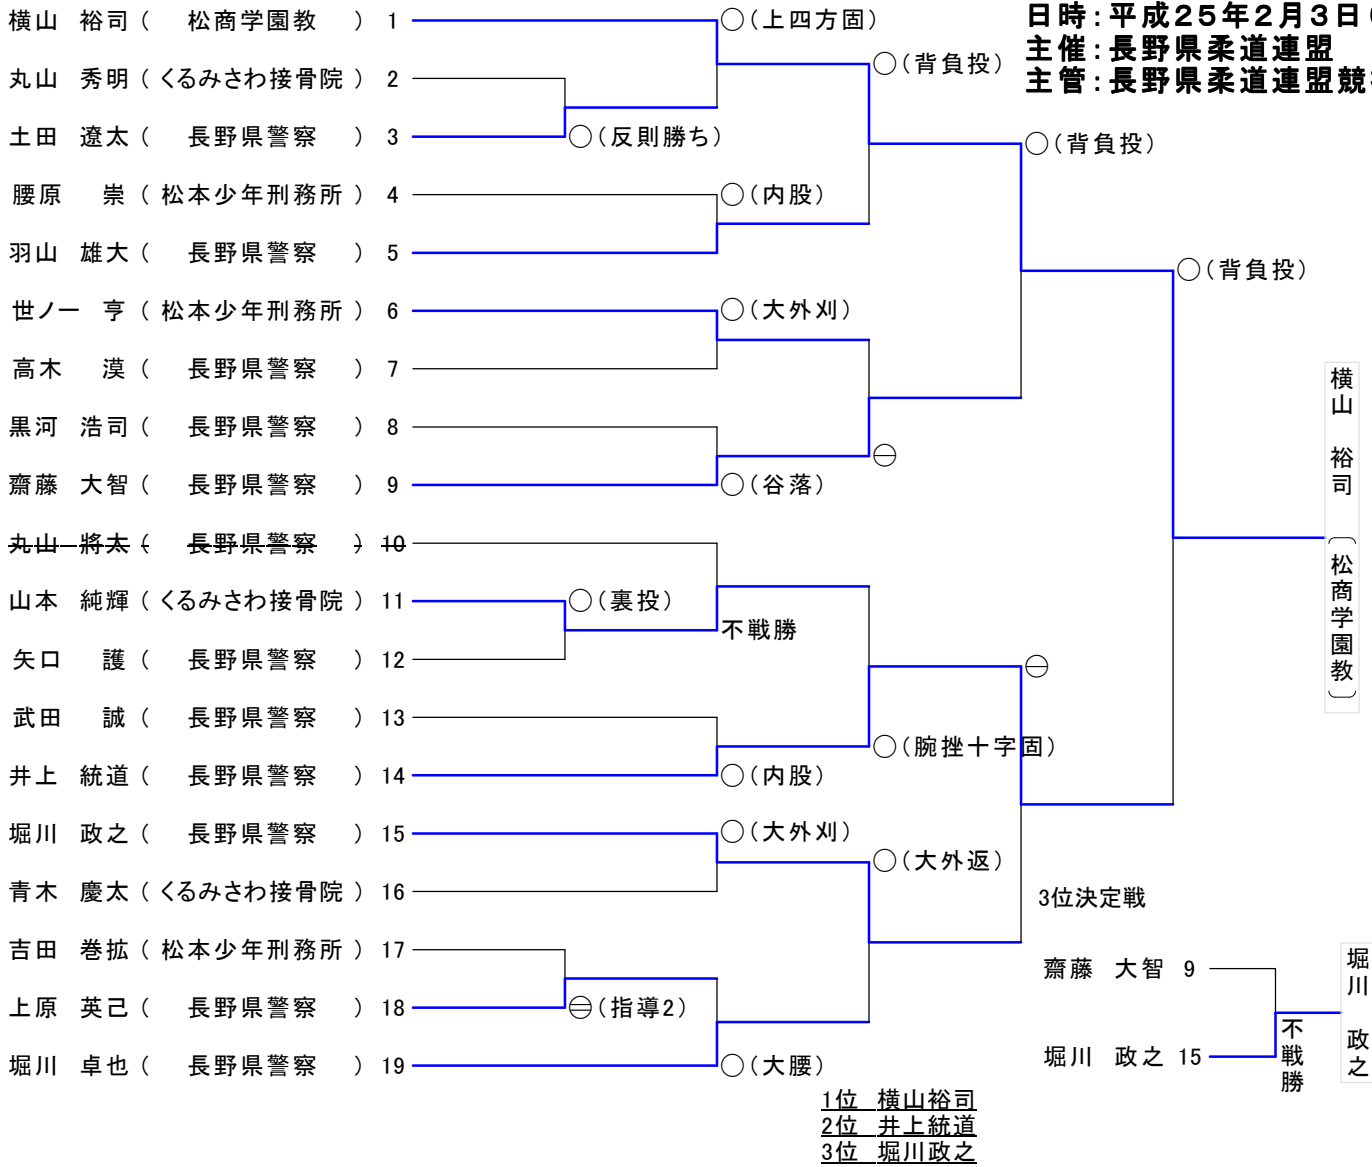 横山 裕司 ( 松商学園教 ) 1
丸山 秀明 ( くるみさわ接骨院 ) 2
土田 遼太 ( 長野県警察 ) 3
腰原 崇 ( 松本少年刑務所 ) 4
羽山 雄大 ( 長野県警察 ) 5
世ノ一 亨 ( 松本少年刑務所 ) 6
高木 漠 ( 長野県警察 ) 7
黒河 浩司 ( 長野県警察 ) 8
齋藤 大智 ( 長野県警察 ) 9
丸山 將太 ( 長野県警察 ) 10
山本 純輝 ( くるみさわ接骨院 ) 11
矢口 護 ( 長野県警察 ) 12
武田 誠 ( 長野県警察 ) 13
井上 統道 ( 長野県警察 ) 14
堀川 政之 ( 長野県警察 ) 15
青木 慶太 ( くるみさわ接骨院 ) 16
吉田 巻拡 ( 松本少年刑務所 ) 17
上原 英己 ( 長野県警察 ) 18
堀川 卓也 ( 長野県警察 ) 19
○(反則勝ち)
○(裏投)
㊀(指導2)
○(上四方固)
○(内股)
○(大外刈)
○(谷落)
不戦勝
○(内股)
○(大外刈)
○(大腰)
○(背負投)
㊀
○(腕挫十字固)
○(大外返)
○(背負投)
㊀
○(背負投)
日時:平成25年2月3日(
主催:長野県柔道連盟
主管:長野県柔道連盟競
横山 裕司 (松商学園教)
3位決定戦
齋藤 大智 9
堀川 政之 15
不戦勝
堀川 政之
1位 横山裕司
2位 井上統道
3位 堀川政之